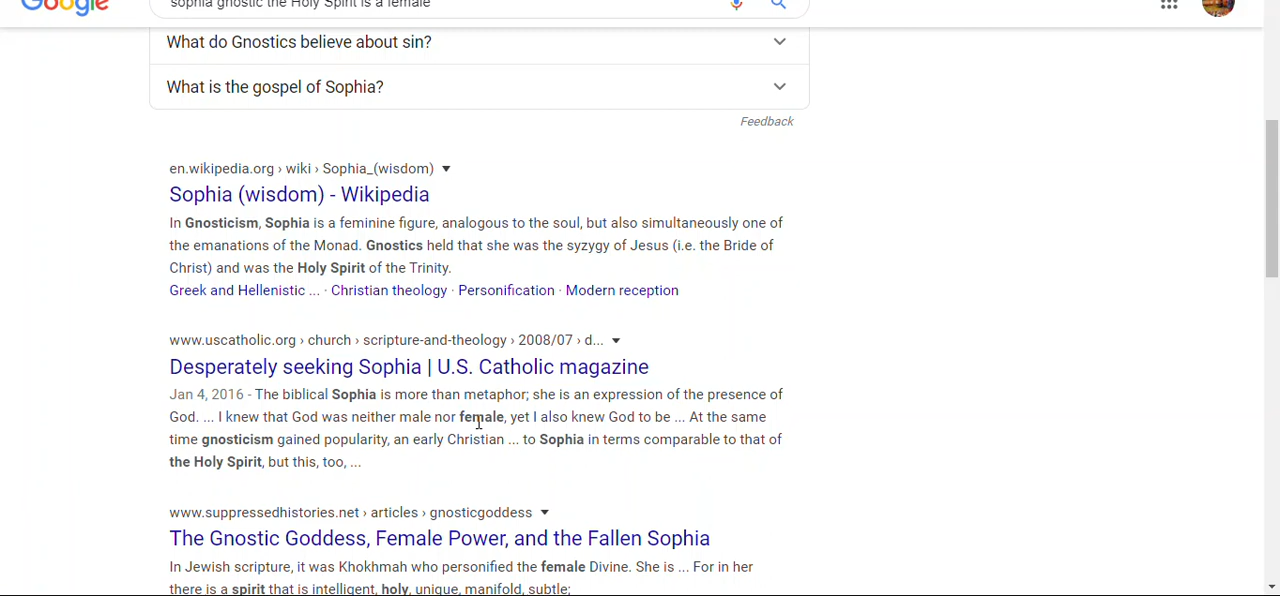 Google
sophia gnostic the Holy Spirit is a female
What do Gnostics believe about sin?
What is the gospel of Sophia?
Feedback
en.wikipedia.org › wiki › Sophia_(wisdom)
Sophia (wisdom) - Wikipedia
In Gnosticism, Sophia is a feminine figure, analogous to the soul, but also simultaneously one of
the emanations of the Monad. Gnostics held that she was the syzygy of Jesus (i.e. the Bride of
Christ) and was the Holy Spirit of the Trinity.
Greek and Hellenistic ... · Christian theology · Personification · Modern reception
www.uscatholic.org › church › scripture-and-theology › 2008/07 › d...
Desperately seeking Sophia | U.S. Catholic magazine
Jan 4, 2016 - The biblical Sophia is more than metaphor; she is an expression of the presence of
God. ... I knew that God was neither male nor female, yet I also knew God to be ... At the same
time gnosticism gained popularity, an early Christian ... to Sophia in terms comparable to that of
the Holy Spirit, but this, too, ...
www.suppressedhistories.net › articles › gnosticgoddess
The Gnostic Goddess, Female Power, and the Fallen Sophia
In Jewish scripture, it was Khokhmah who personified the female Divine. She is ... For in her
there is a spirit that is intelligent, holy, unique, manifold, subtle;